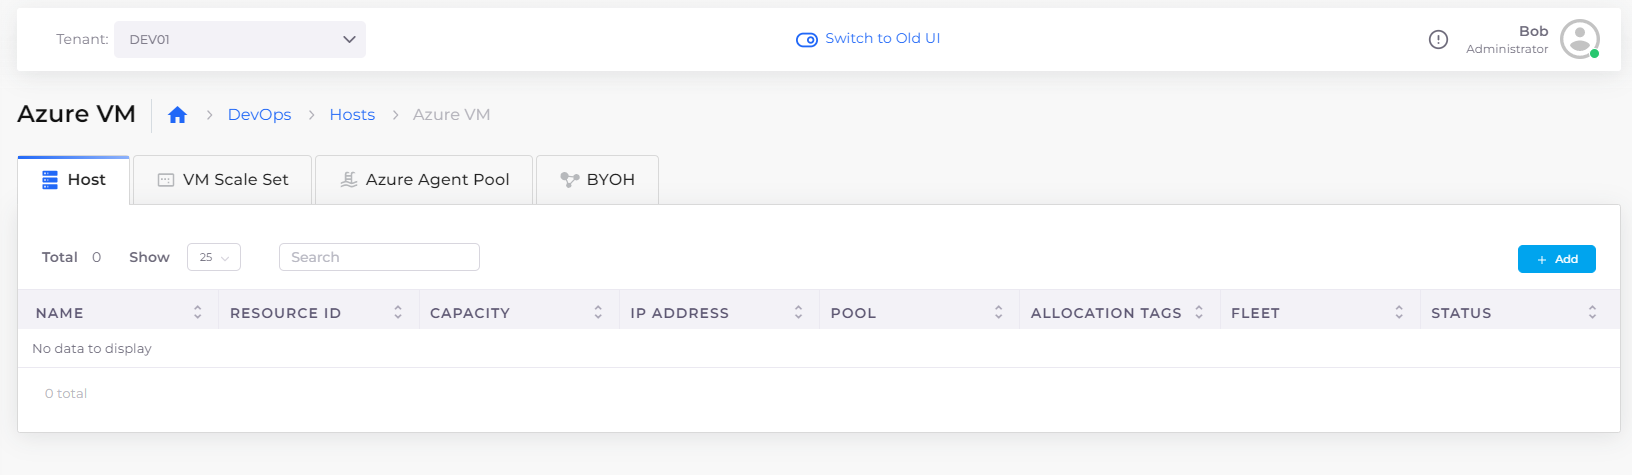 Tenant: DEV01 Switch to Old UI Bob
Administrator
Azure VM DevOps Hosts Azure VM
Host VM Scale Set Azure Agent Pool BYOH
Total 0 Show 25 Search + Add
NAME RESOURCE ID CAPACITY IP ADDRESS POOL ALLOCATION TAGS FLEET STATUS
No data to display
0 total